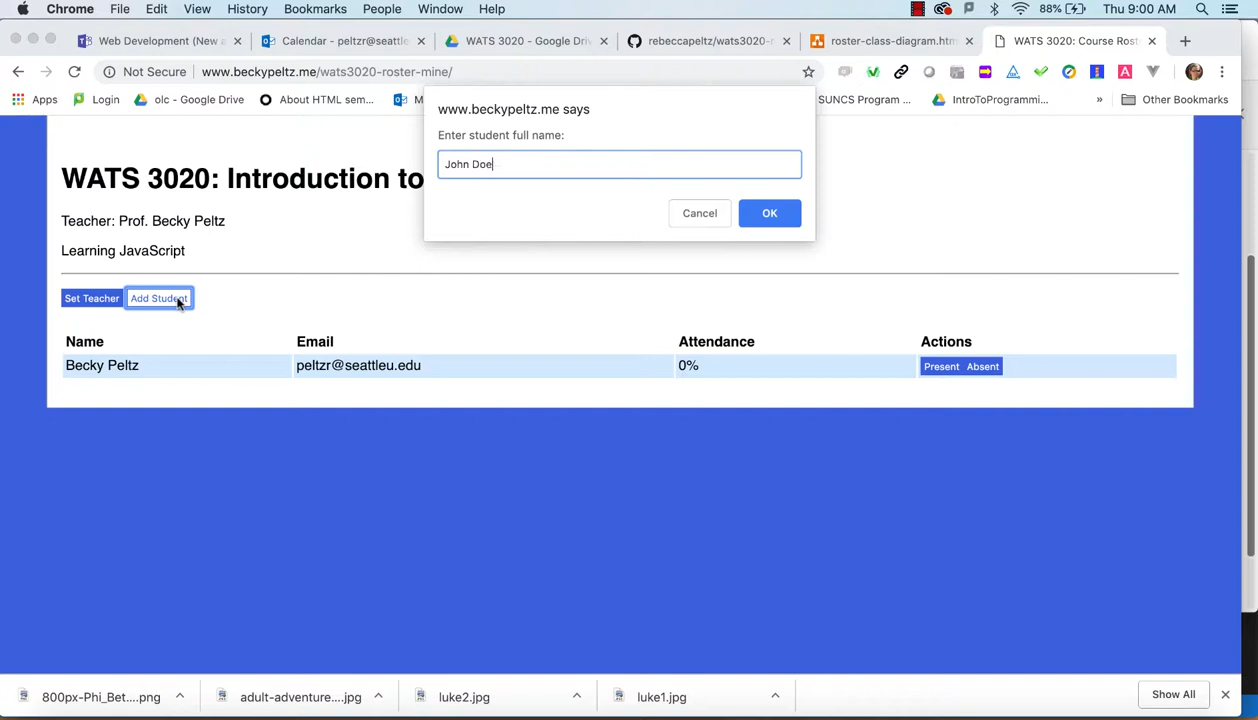 Chrome File Edit View History Bookmarks People Window Help 88% Thu 9:00 AM
Web Development (New a Calendar - peltzr@seattle WATS 3020 - Google Driv rebeccapeltz/wats3020-r roster-class-diagram.htm WATS 3020: Course Rost
Not Secure www.beckypeltz.me/wats3020-roster-mine/
Apps Login olc - Google Drive About HTML sem... M SUNCS Program ... IntroToProgrammi... » Other Bookmarks
www.beckypeltz.me says
Enter student full name:
John Doe
Cancel OK
WATS 3020: Introduction to
Teacher: Prof. Becky Peltz
Learning JavaScript
Set Teacher Add Student
Name Email Attendance Actions
Becky Peltz peltzr@seattleu.edu 0% Present Absent
800px-Phi_Bet....png adult-adventure....jpg luke2.jpg luke1.jpg Show All